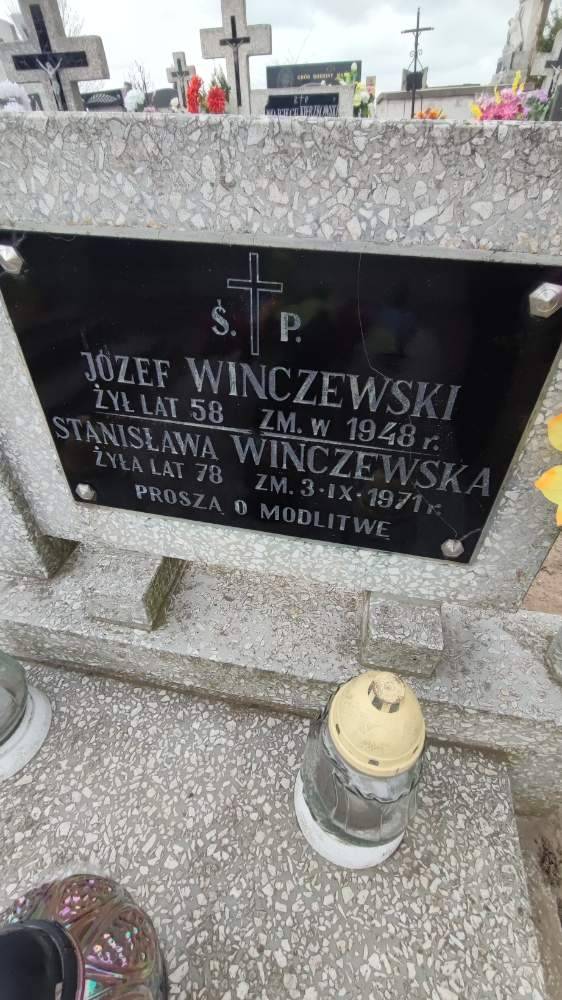 Ś. P.
JÓZEF WINCZEWSKI
ŻYŁ LAT 58 ZM. W 1948 r.
STANISŁAWA WINCZEWSKA
ŻYŁA LAT 78 ZM. 3·IX·1971 r.
PROSZĄ O MODLITWĘ